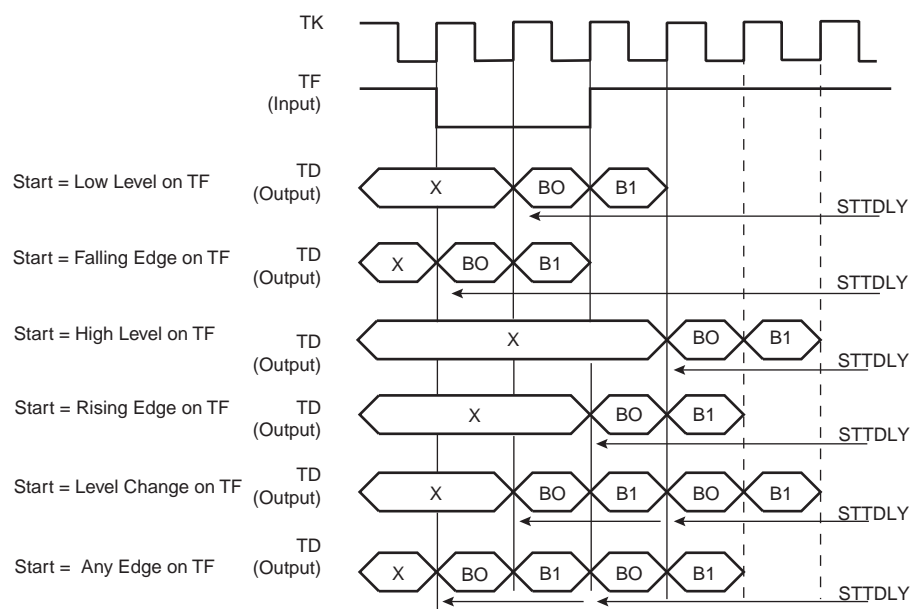 TK
TF
(Input)
Start = Low Level on TF
TD
(Output)
X
BO
B1
STTDLY
Start = Falling Edge on TF
TD
(Output)
X
BO
B1
STTDLY
Start = High Level on TF
TD
(Output)
X
BO
B1
STTDLY
Start = Rising Edge on TF
TD
(Output)
X
BO
B1
STTDLY
Start = Level Change on TF
TD
(Output)
X
BO
B1
BO
B1
STTDLY
Start = Any Edge on TF
TD
(Output)
X
BO
B1
BO
B1
STTDLY